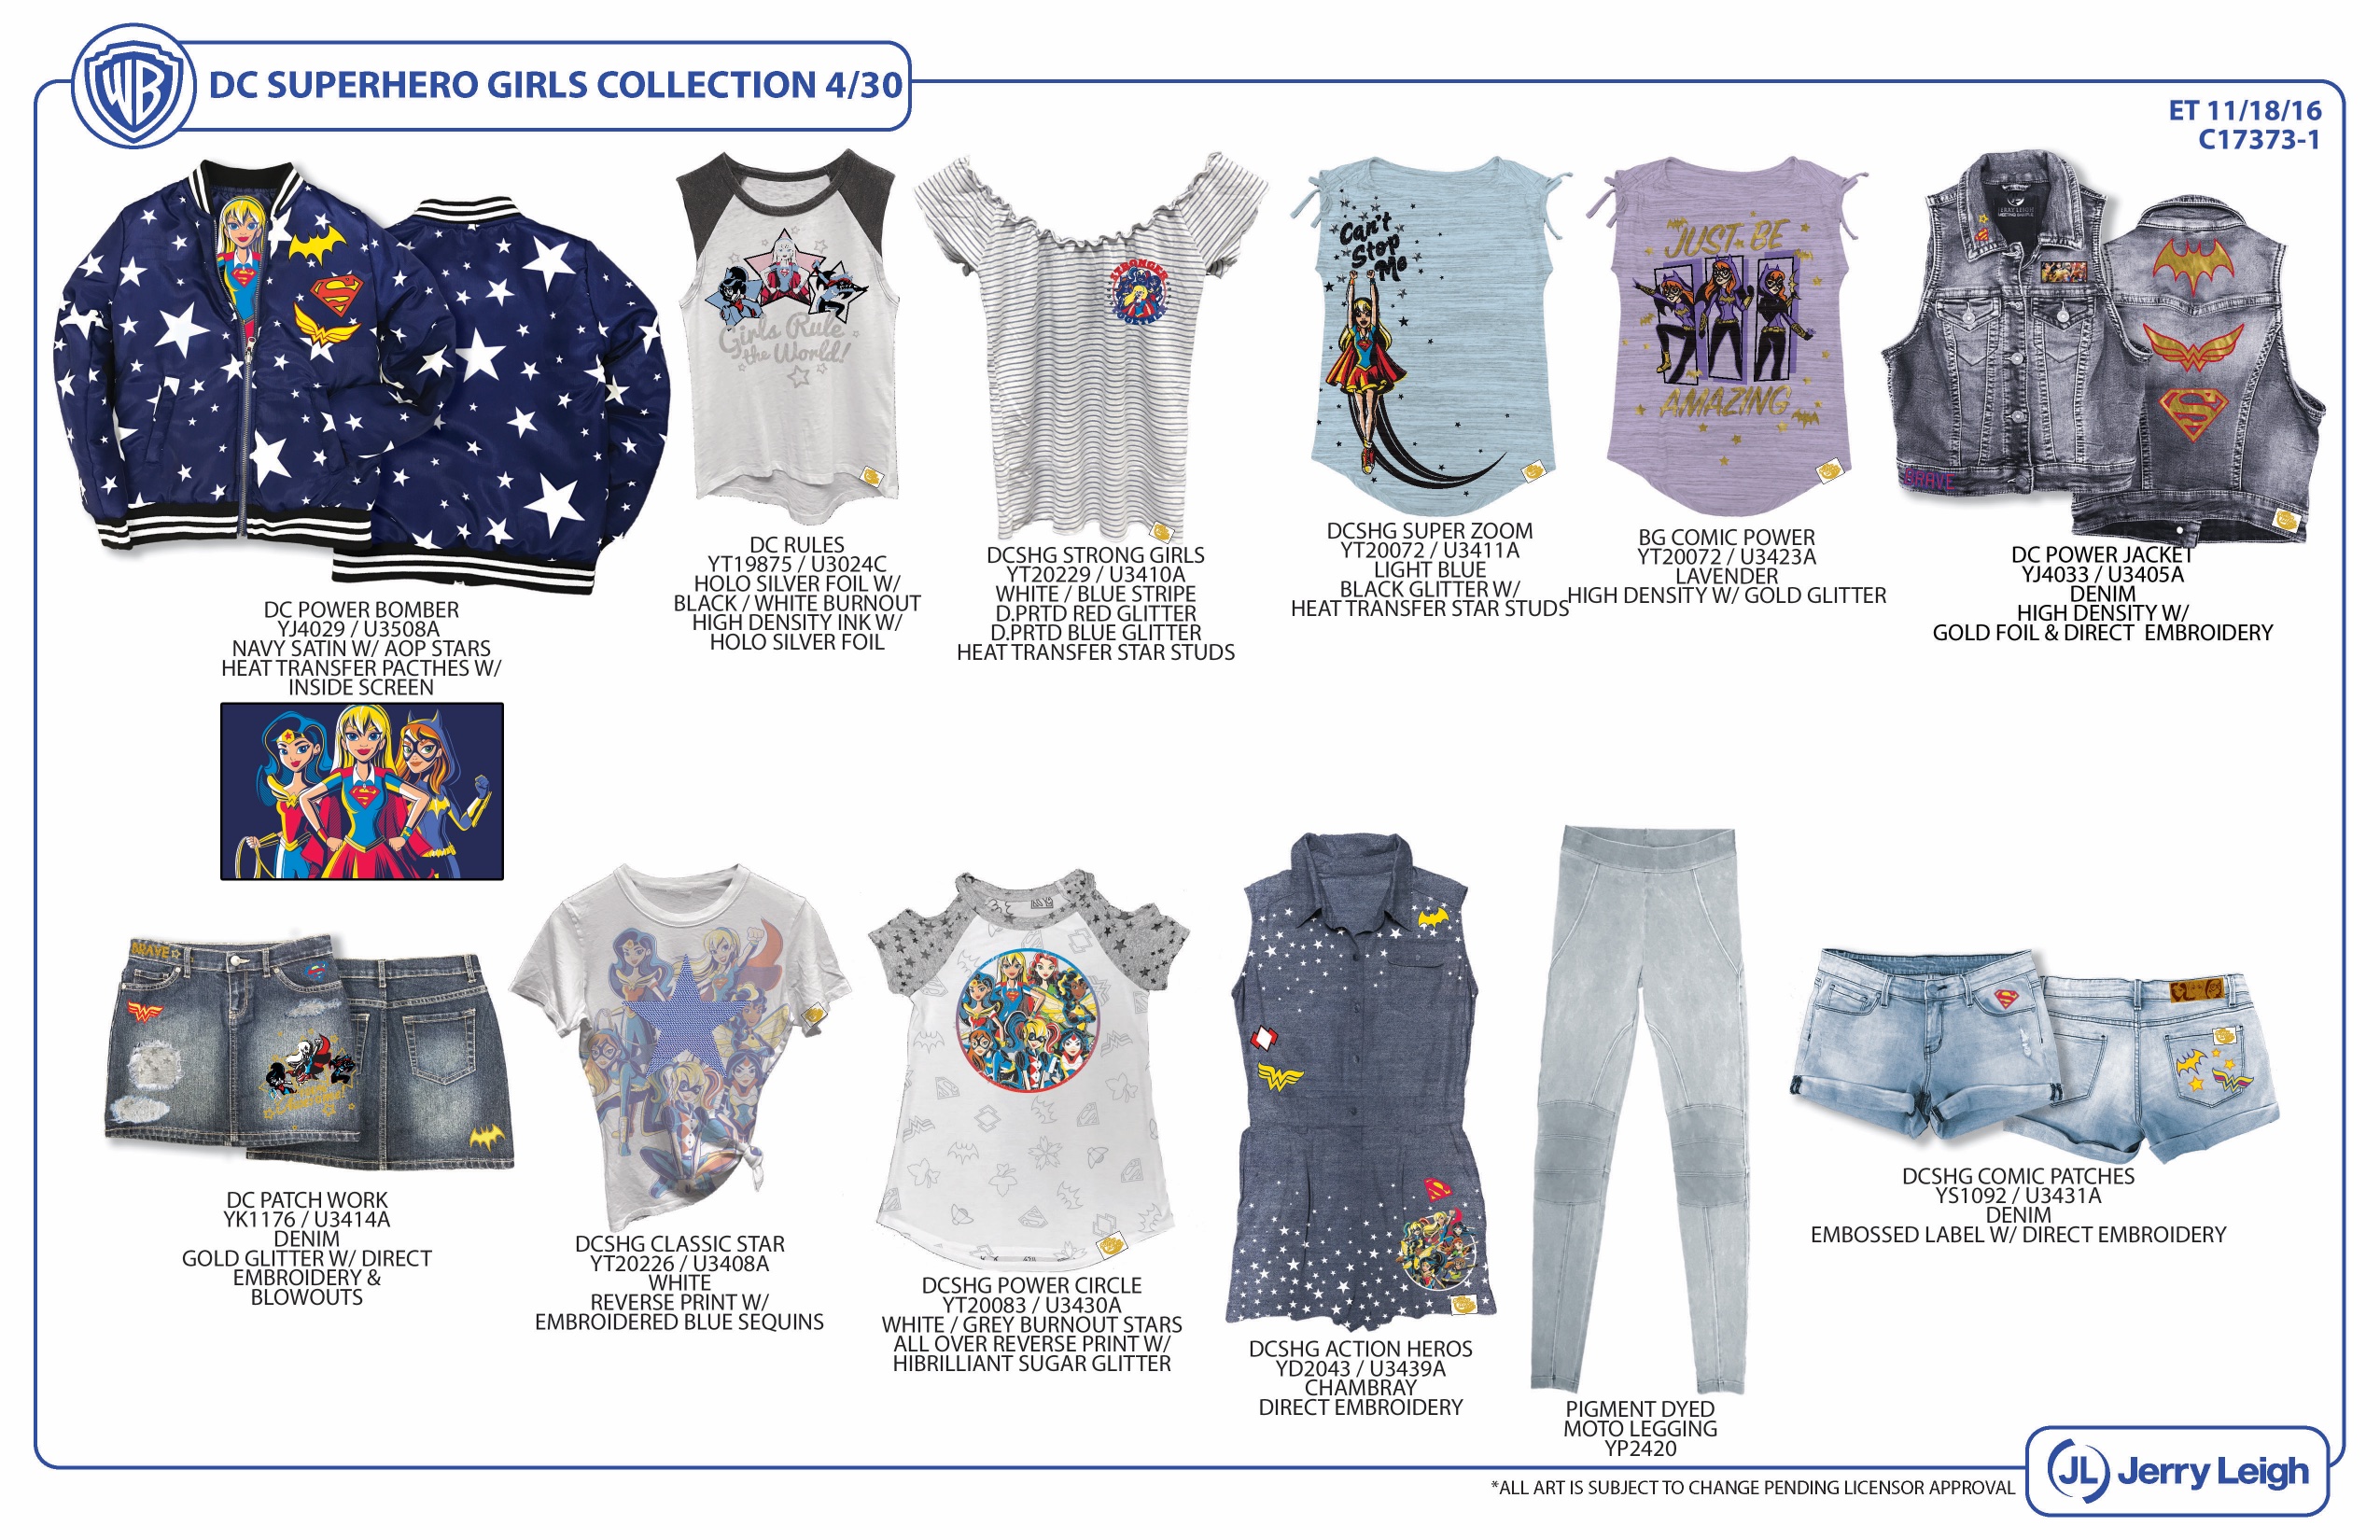 WB
DC SUPERHERO GIRLS COLLECTION 4/30
ET 11/18/16
C17373-1
Girls Rule
the World!
STRONGER
TOGETHER
Can't
Stop
Me
JUST BE
AMAZING
JERRY LEIGH
BRAVE
DC POWER BOMBER
YJ4029 / U3508A
NAVY SATIN W/ AOP STARS
HEAT TRANSFER PACTHES W/
INSIDE SCREEN
DC RULES
YT19875 / U3024C
HOLO SILVER FOIL W/
BLACK / WHITE BURNOUT
HIGH DENSITY INK W/
HOLO SILVER FOIL
DCSHG STRONG GIRLS
YT20229 / U3410A
WHITE / BLUE STRIPE
D.PRTD RED GLITTER
D.PRTD BLUE GLITTER
HEAT TRANSFER STAR STUDS
DCSHG SUPER ZOOM
YT20072 / U3411A
LIGHT BLUE
BLACK GLITTER W/
HEAT TRANSFER STAR STUDS
BG COMIC POWER
YT20072 / U3423A
LAVENDER
HIGH DENSITY W/ GOLD GLITTER
DC POWER JACKET
YJ4033 / U3405A
DENIM
HIGH DENSITY W/
GOLD FOIL & DIRECT EMBROIDERY
BRAVE
DC PATCH WORK
YK1176 / U3414A
DENIM
GOLD GLITTER W/ DIRECT
EMBROIDERY &
BLOWOUTS
DCSHG CLASSIC STAR
YT20226 / U3408A
WHITE
REVERSE PRINT W/
EMBROIDERED BLUE SEQUINS
DCSHG POWER CIRCLE
YT20083 / U3430A
WHITE / GREY BURNOUT STARS
ALL OVER REVERSE PRINT W/
HIBRILLIANT SUGAR GLITTER
DCSHG ACTION HEROS
YD2043 / U3439A
CHAMBRAY
DIRECT EMBROIDERY
PIGMENT DYED
MOTO LEGGING
YP2420
DCSHG COMIC PATCHES
YS1092 / U3431A
DENIM
EMBOSSED LABEL W/ DIRECT EMBROIDERY
*ALL ART IS SUBJECT TO CHANGE PENDING LICENSOR APPROVAL
JL Jerry Leigh